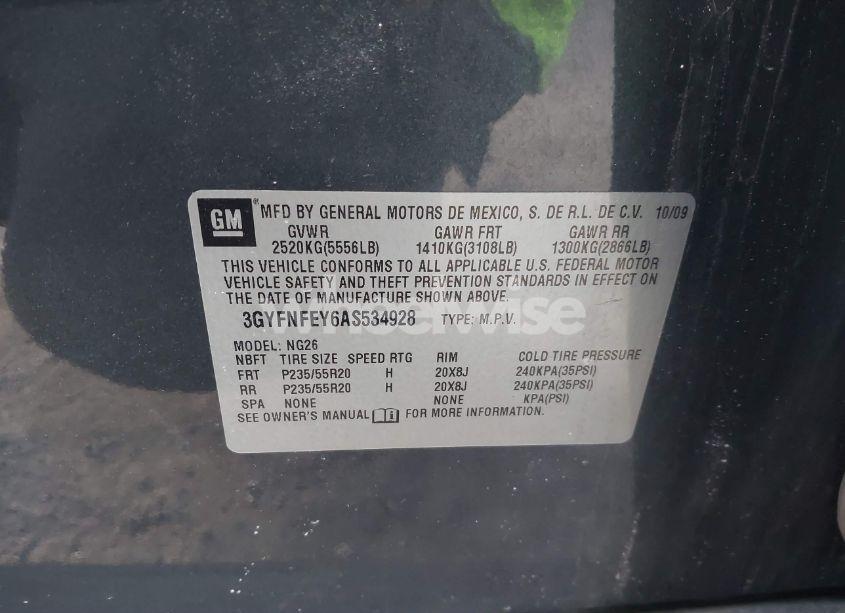 GM ® MFD BY GENERAL MOTORS DE MEXICO, S. DE R.L. DE C.V. 10/09
GVWR GAWR FRT GAWR RR
2520KG(5556LB) 1410KG(3108LB) 1300KG(2866LB)
THIS VEHICLE CONFORMS TO ALL APPLICABLE U.S. FEDERAL MOTOR
VEHICLE SAFETY AND THEFT PREVENTION STANDARDS IN EFFECT ON
THE DATE OF MANUFACTURE SHOWN ABOVE.
3GYFNFEY6AS534928 TYPE: M.P.V.
MODEL: NG26
NBFT TIRE SIZE SPEED RTG RIM COLD TIRE PRESSURE
FRT P235/55R20 H 20X8J 240KPA(35PSI)
RR P235/55R20 H 20X8J 240KPA(35PSI)
SPA NONE NONE KPA(PSI)
SEE OWNER'S MANUAL FOR MORE INFORMATION.